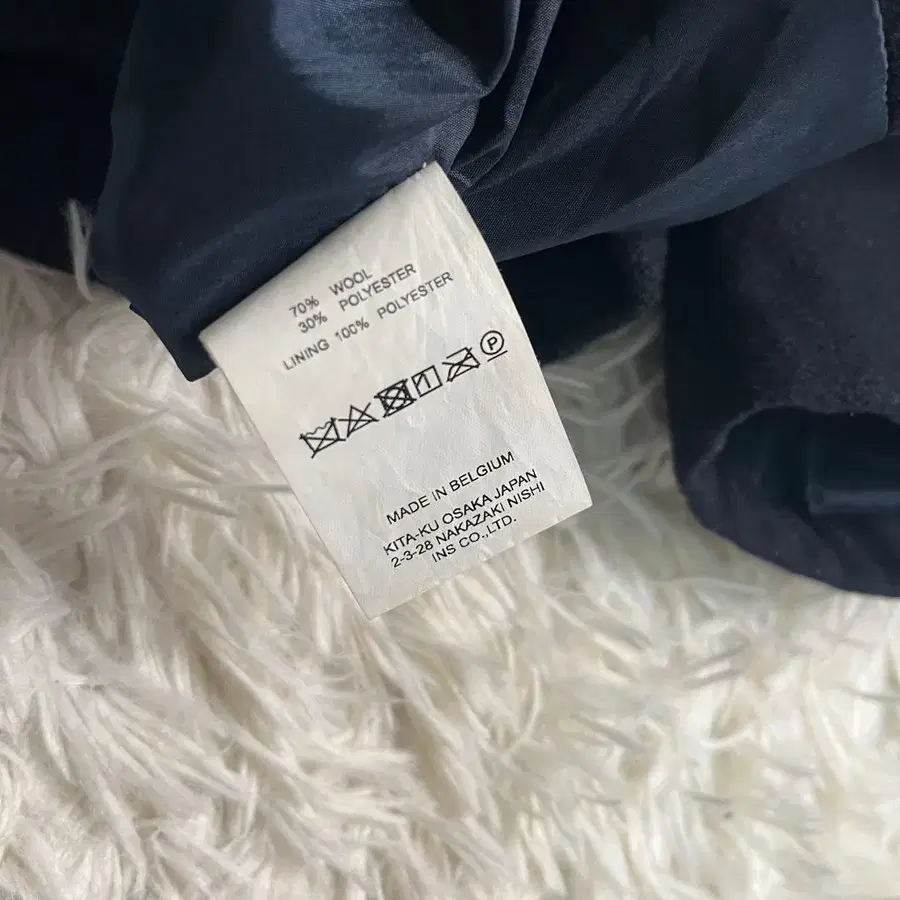 70% WOOL
30% POLYESTER
LINING 100% POLYESTER
P
MADE IN BELGIUM
KITA-KU OSAKA JAPAN
2-3-28 NAKAZAKI NISHI
INS CO.,LTD.